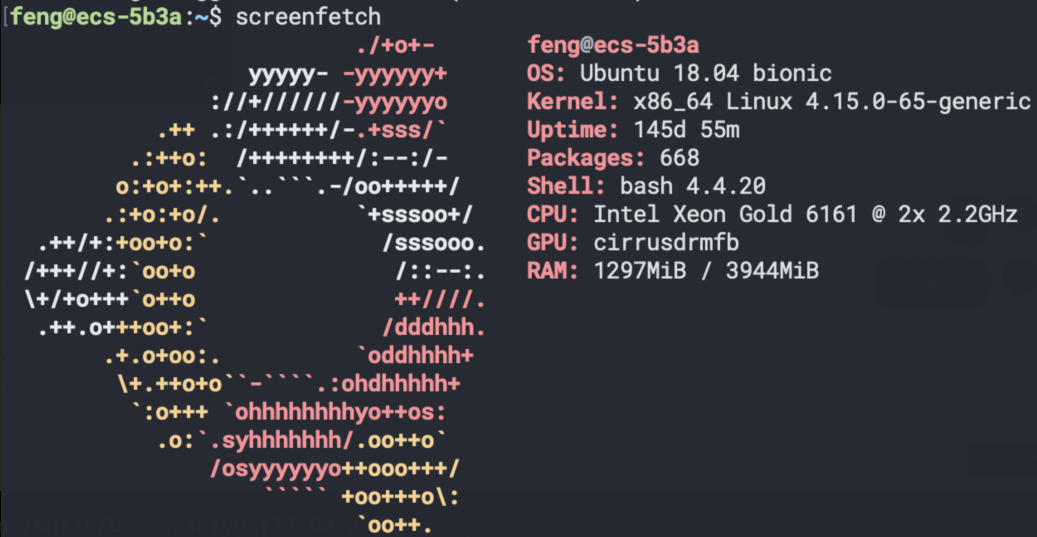 [feng@ecs-5b3a:~$ screenfetch
                          ./+o+-       feng@ecs-5b3a
                  yyyyy- -yyyyyy+      OS: Ubuntu 18.04 bionic
               ://+//////-yyyyyyo      Kernel: x86_64 Linux 4.15.0-65-generic
           .++ .:/++++++/-.+sss/`      Uptime: 145d 55m
         .:++o:  /++++++++/:--:/-      Packages: 668
        o:+o+:++.`..```.-/oo+++++/     Shell: bash 4.4.20
       .:+o:+o/.          `+sssoo+/    CPU: Intel Xeon Gold 6161 @ 2x 2.2GHz
  .++/+:+oo+o:`             /sssooo.   GPU: cirrusdrmfb
 /+++//+:`oo+o               /::--:.   RAM: 1297MiB / 3944MiB
 \+/+o+++`o++o               ++////.
  .++.o+++oo+:`             /dddhhh.
       .+.o+oo:.          `oddhhhh+
        \+.++o+o``-````.:ohdhhhhh+
         `:o+++ `ohhhhhhhhyo++os:
           .o:`.syhhhhhhh/.oo++o`
               /osyyyyyyo++ooo+++/
                   ````` +oo+++o\:
                          `oo++.